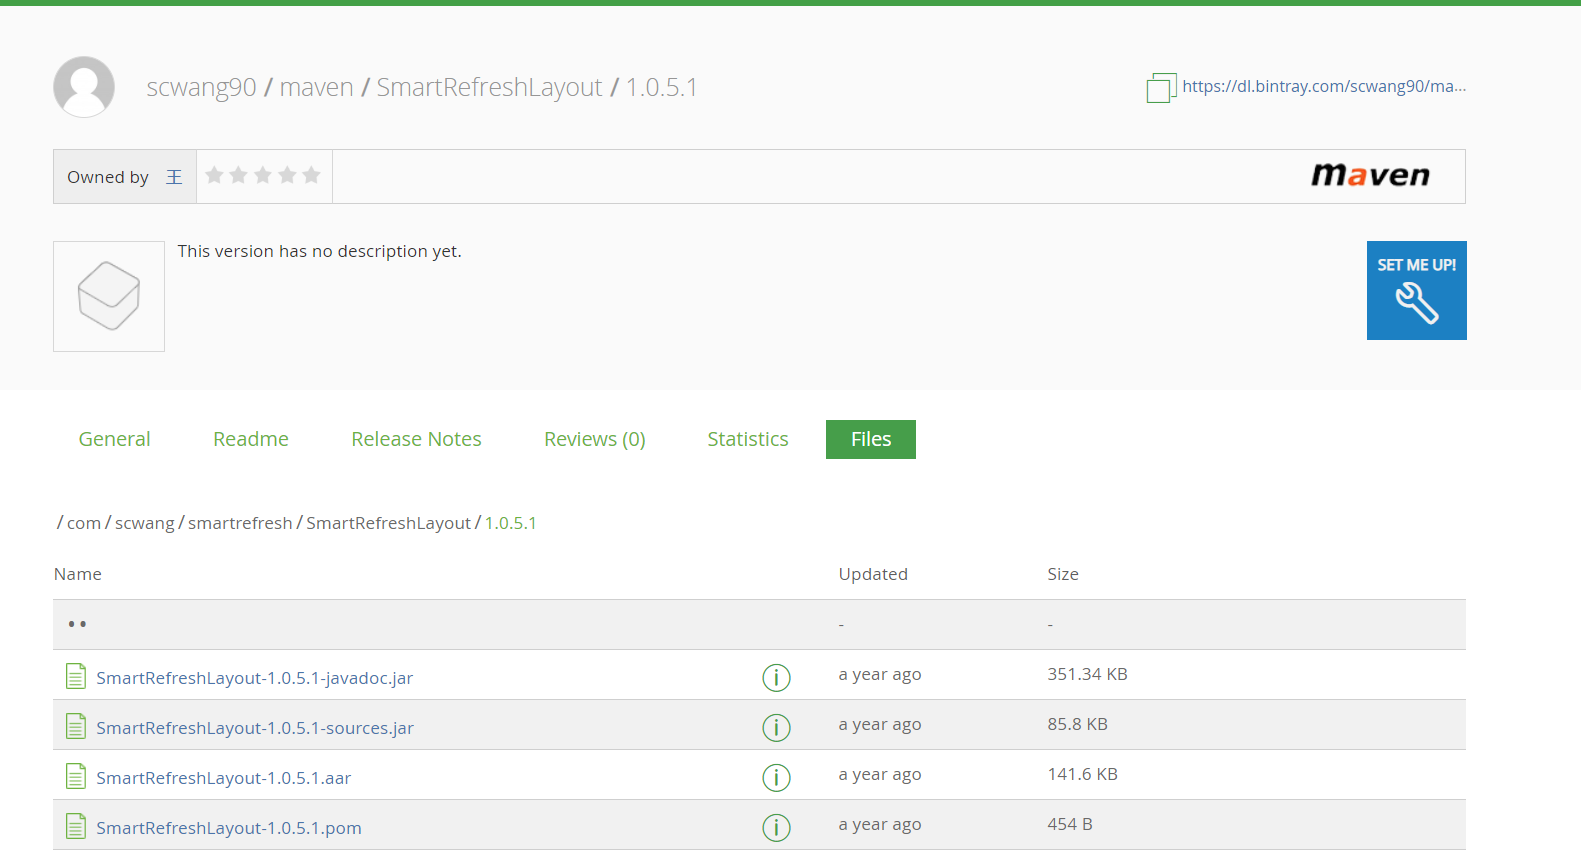 scwang90 / maven / SmartRefreshLayout / 1.0.5.1
https://dl.bintray.com/scwang90/ma...
Owned by 王
maven
This version has no description yet.
SET ME UP!
General Readme Release Notes Reviews (0) Statistics Files
/ com / scwang / smartrefresh / SmartRefreshLayout / 1.0.5.1
Name Updated Size
•• - -
SmartRefreshLayout-1.0.5.1-javadoc.jar a year ago 351.34 KB
SmartRefreshLayout-1.0.5.1-sources.jar a year ago 85.8 KB
SmartRefreshLayout-1.0.5.1.aar a year ago 141.6 KB
SmartRefreshLayout-1.0.5.1.pom a year ago 454 B